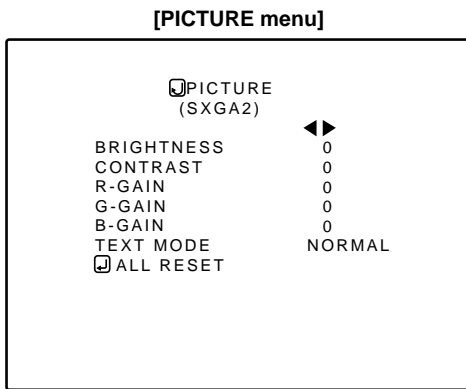 [PICTURE menu]
PICTURE
(SXGA2)
BRIGHTNESS 0
CONTRAST 0
R-GAIN 0
G-GAIN 0
B-GAIN 0
TEXT MODE NORMAL
ALL RESET